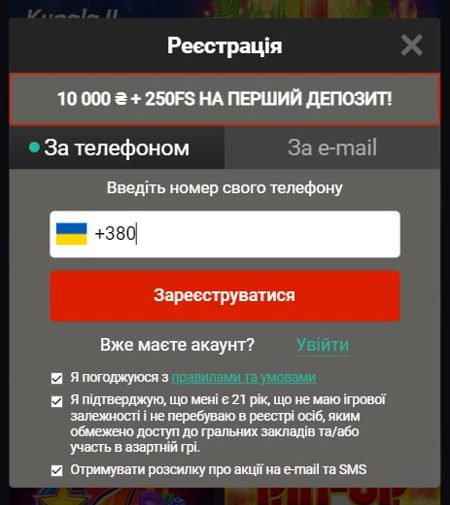 Kupala II
Реєстрація
10 000 ₴ + 250FS НА ПЕРШИЙ ДЕПОЗИТ!
За телефоном
За e-mail
Введіть номер свого телефону
+380
Зареєструватися
Вже маєте акаунт? Увійти
Я погоджуюся з правилами та умовами
Я підтверджую, що мені є 21 рік, що не маю ігрової
залежності і не перебуваю в реєстрі осіб, яким
обмежено доступ до гральних закладів та/або
участь в азартній грі.
Отримувати розсилку про акції на e-mail та SMS